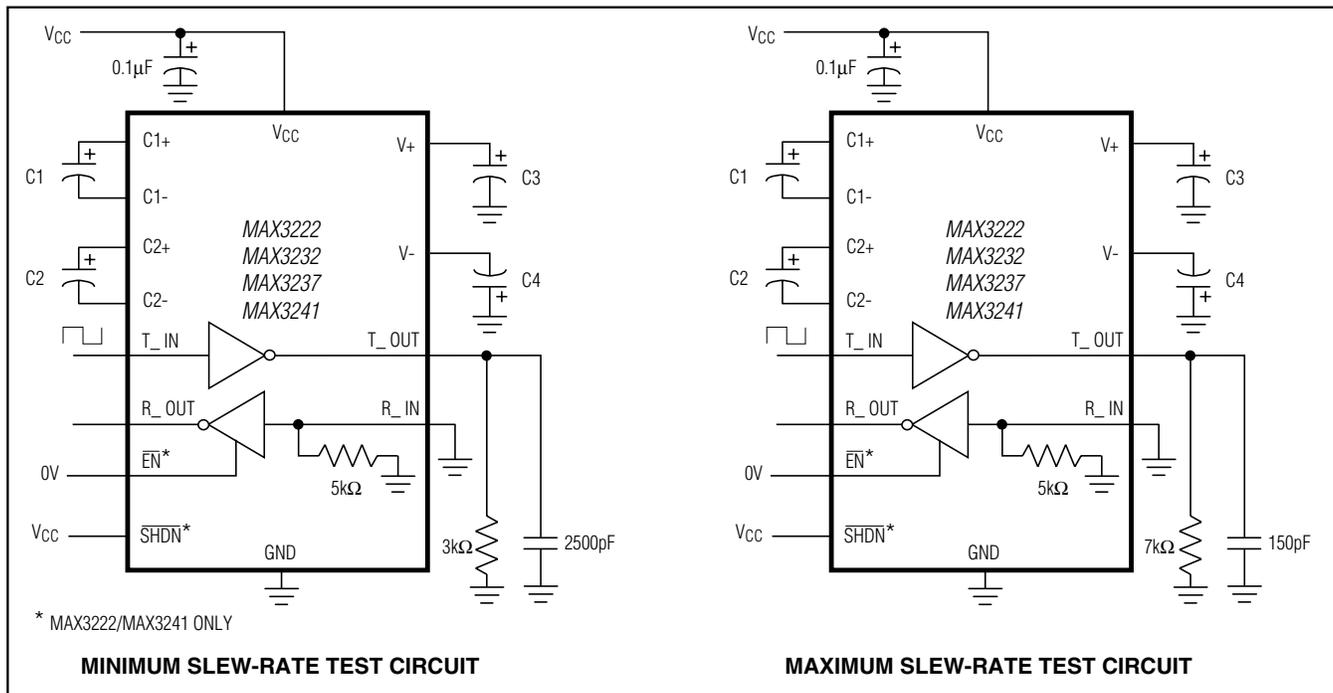 VCC
0.1µF
+
VCC
C1+
V+
C1
+
+
C3
C1-
C2+
MAX3222
V-
C2
+
MAX3232
C4
C2-
MAX3237
+
MAX3241
T_ IN
T_ OUT
R_ OUT
R_ IN
0V
EN*
5kΩ
VCC
SHDN*
GND
3kΩ
2500pF
* MAX3222/MAX3241 ONLY
MINIMUM SLEW-RATE TEST CIRCUIT
VCC
0.1µF
+
VCC
C1+
V+
C1
+
+
C3
C1-
C2+
MAX3222
V-
C2
+
MAX3232
C4
C2-
MAX3237
+
MAX3241
T_ IN
T_ OUT
R_ OUT
R_ IN
0V
EN*
5kΩ
VCC
SHDN*
GND
7kΩ
150pF
MAXIMUM SLEW-RATE TEST CIRCUIT